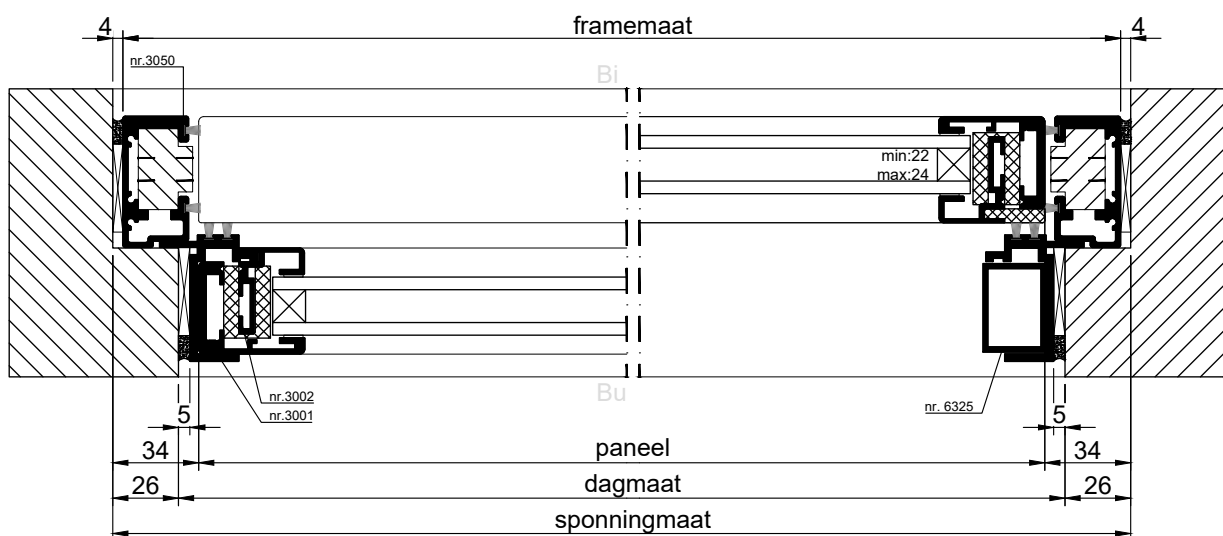 4 framemaat 4
nr.3050
Bi
min:22
max:24
Bu
nr.3002
nr.3001
nr. 6325
5 5
34 paneel 34
26 dagmaat 26
sponningmaat